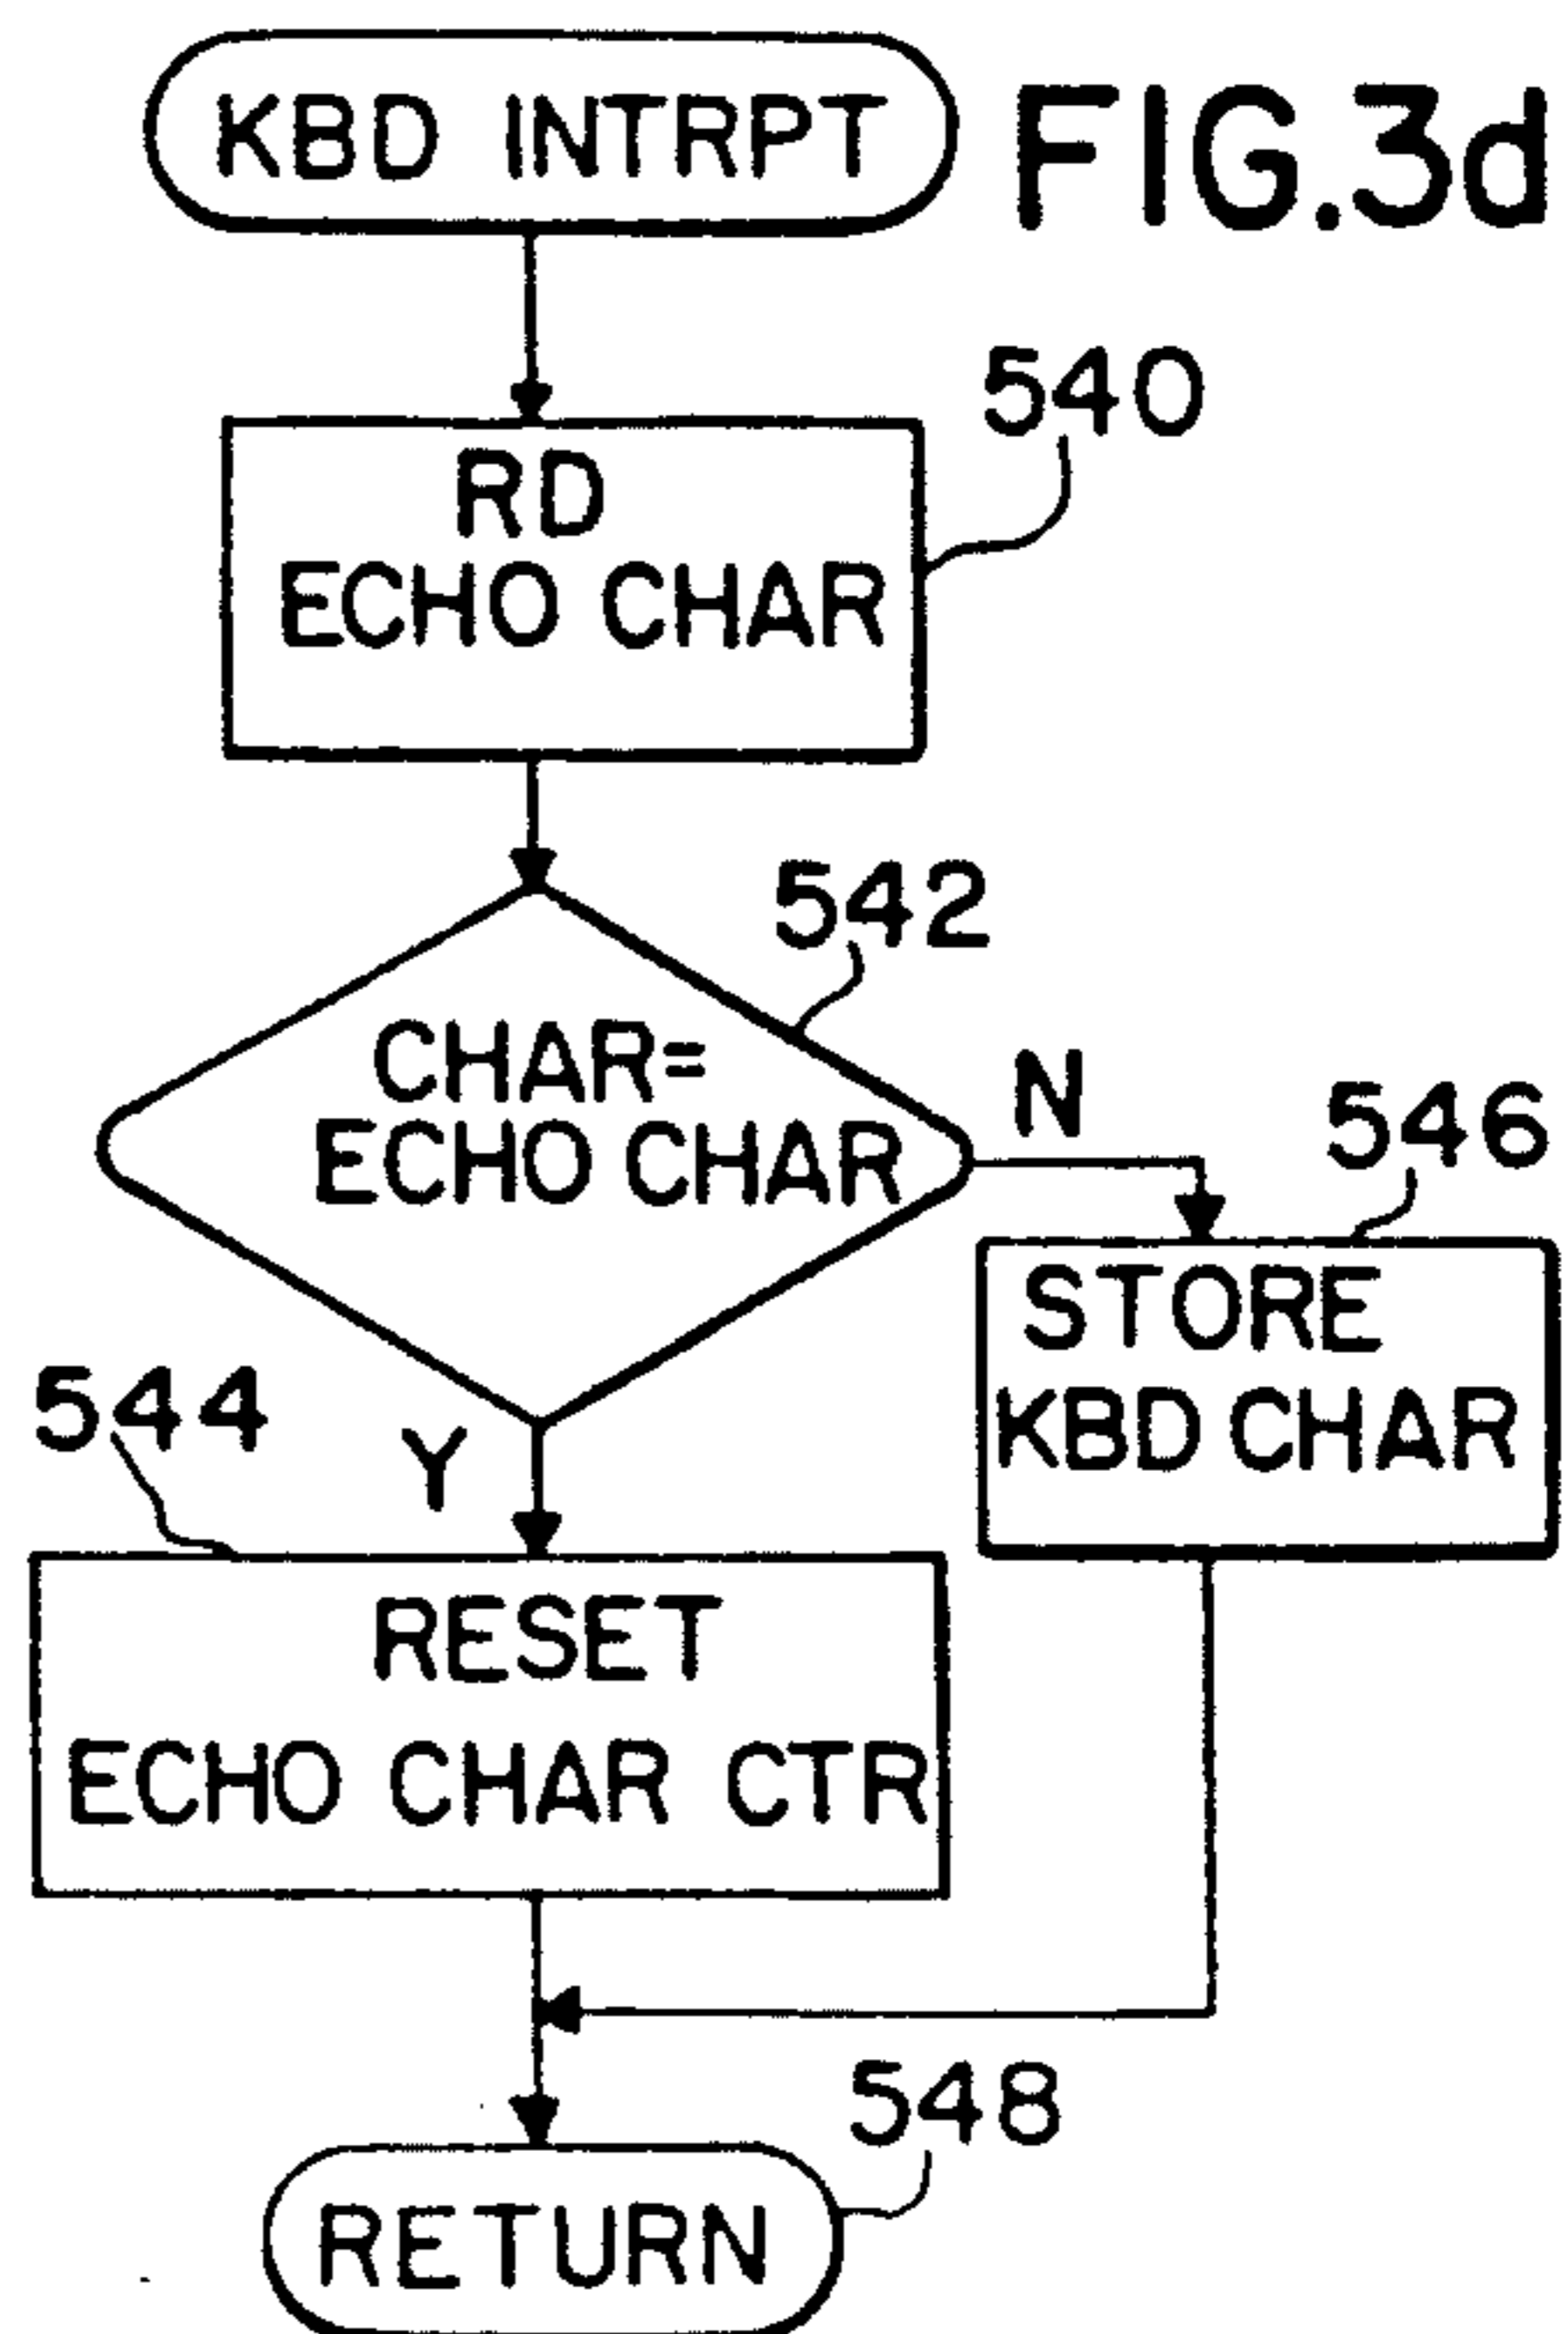 KBD INTRPT
FIG.3d
540
RD
ECHO CHAR
542
CHAR=
ECHO CHAR
N
546
STORE
KBD CHAR
544
Y
RESET
ECHO CHAR CTR
548
RETURN